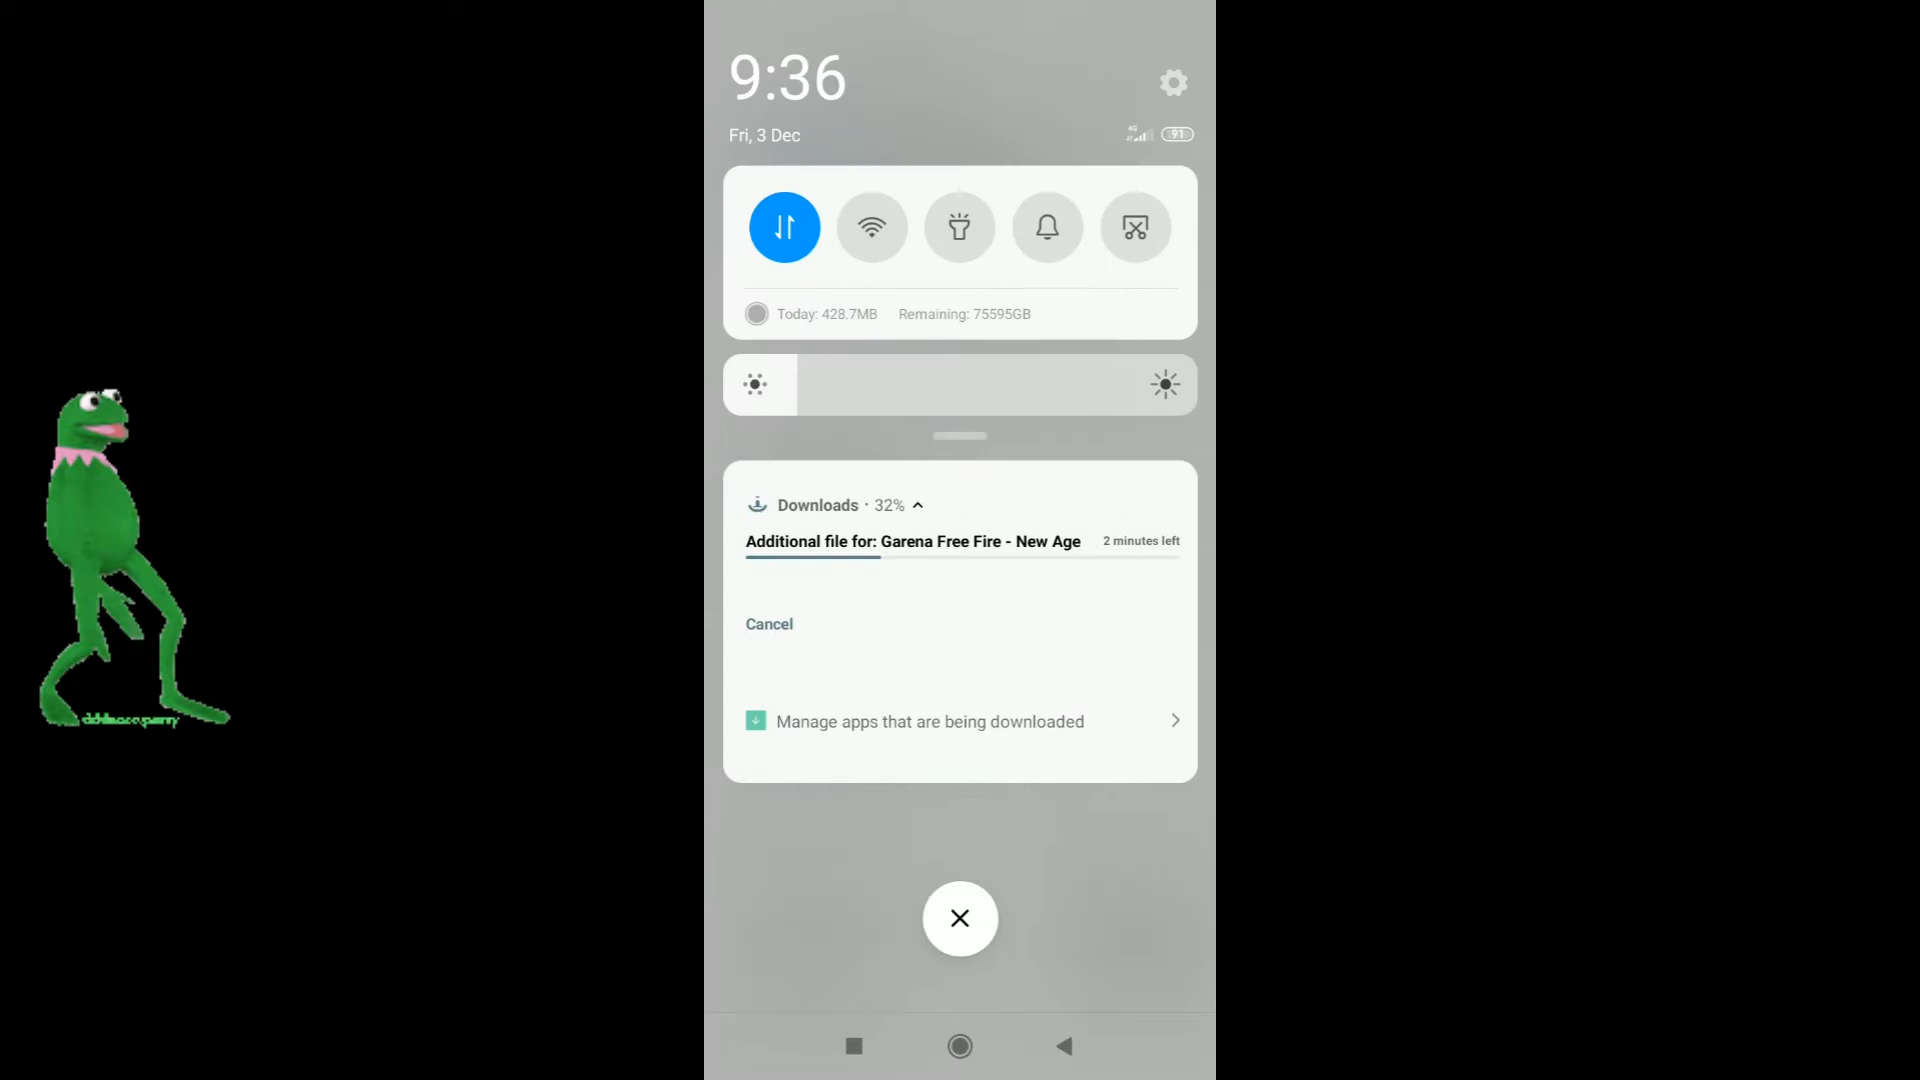 9:36
Fri, 3 Dec
4G
91
Today: 428.7MB Remaining: 75595GB
Downloads · 32%
Additional file for: Garena Free Fire - New Age 2 minutes left
Cancel
Manage apps that are being downloaded